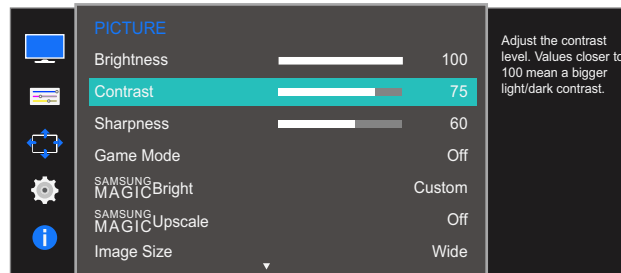 PICTURE
Brightness 100
Contrast 75
Sharpness 60
Game Mode Off
SAMSUNG
MAGICBright Custom
SAMSUNG
MAGICUpscale Off
Image Size Wide
Adjust the contrast
level. Values closer to
100 mean a bigger
light/dark contrast.
i